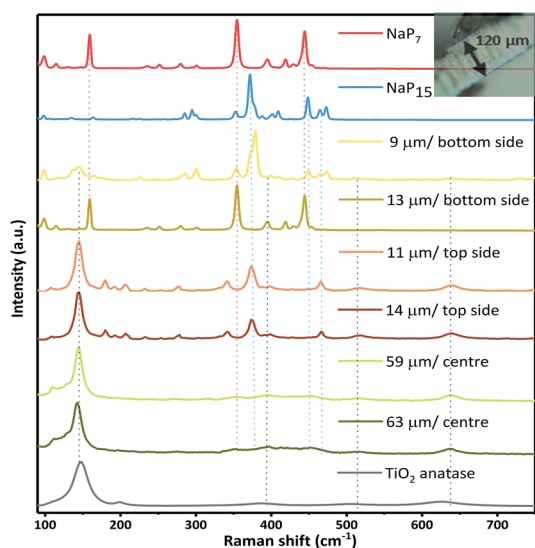 120 µm
NaP7
NaP15
9 µm/ bottom side
13 µm/ bottom side
11 µm/ top side
14 µm/ top side
59 µm/ centre
63 µm/ centre
TiO2 anatase
Intensity (a.u.)
100 200 300 400 500 600 700
Raman shift (cm-1)